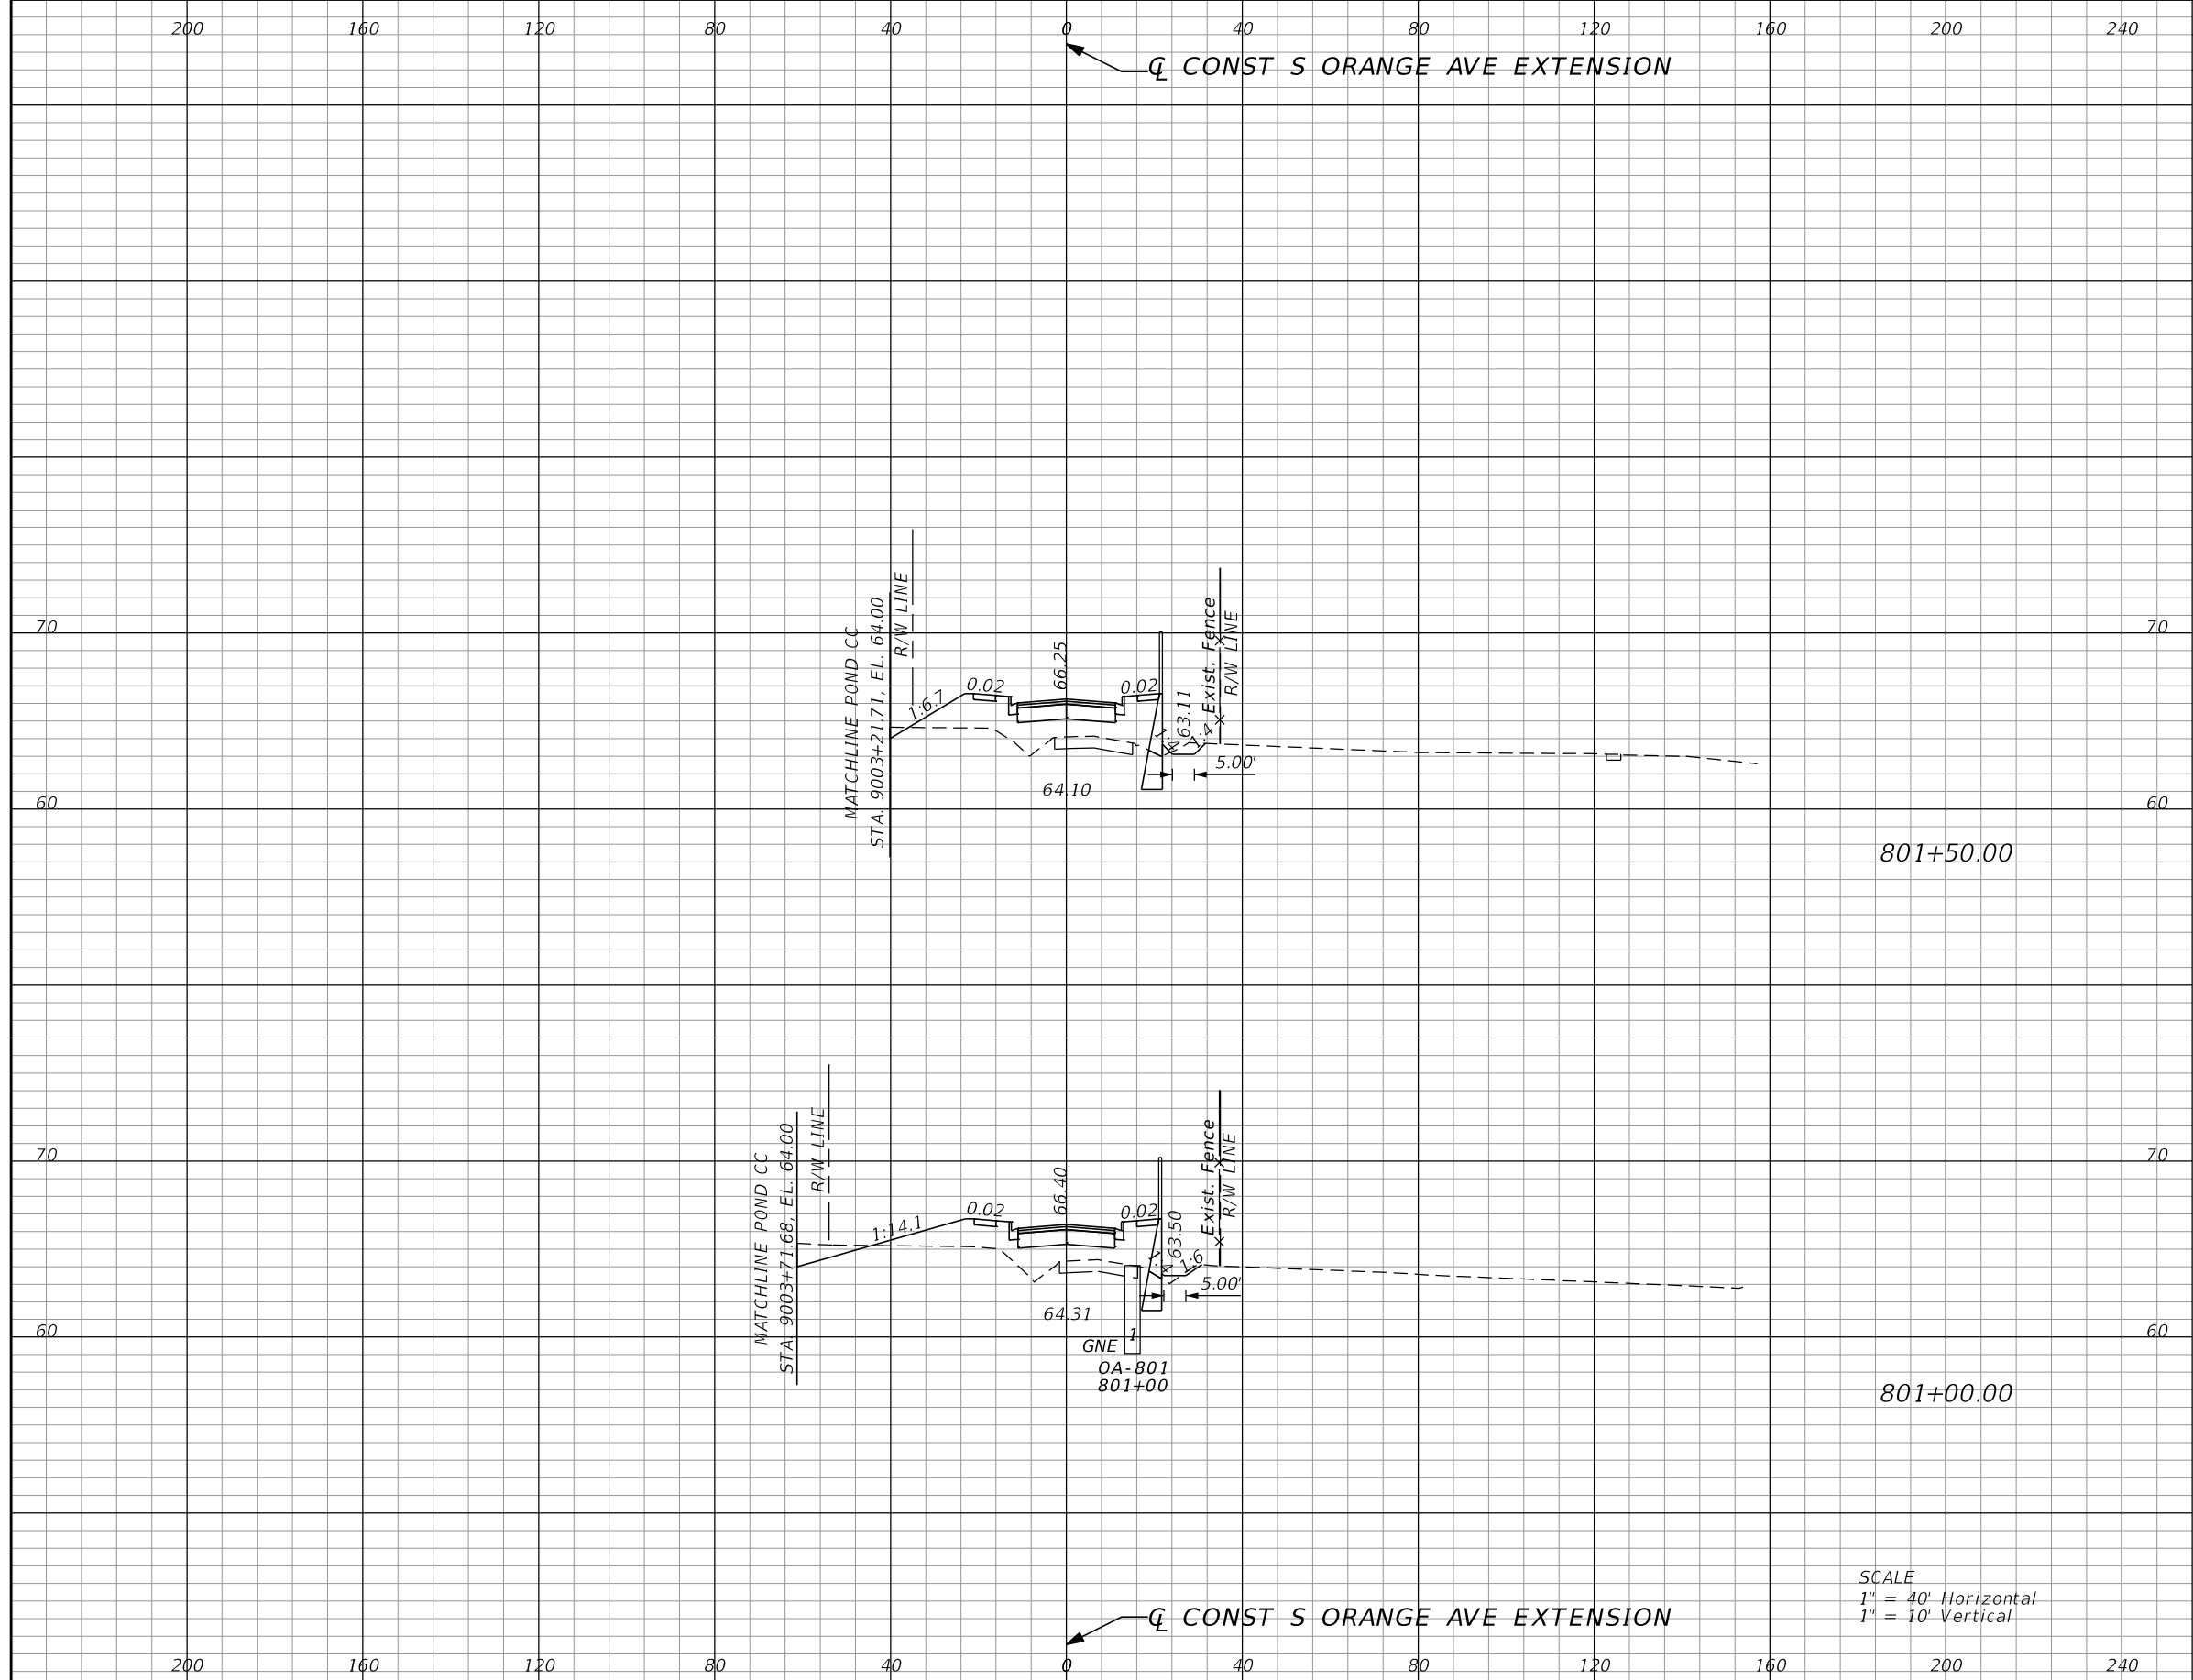 200 160 120 80 40 0 40 80 120 160 200 240
℄ CONST S ORANGE AVE EXTENSION
MATCHLINE POND CC
STA. 9003+21.71, EL. 64.00
R/W LINE
66.25
Exist. Fence
R/W LINE
70 70
0.02 0.02
1:6.7
63.11
1:4 1:4
5.00'
64.10
60 60
801+50.00
MATCHLINE POND CC
STA. 9003+71.68, EL. 64.00
R/W LINE
66.40
Exist. Fence
R/W LINE
70 70
0.02 0.02
1:14.1
63.50
1:4 1:6
5.00'
64.31
60 60
1
GNE
OA-801
801+00
801+00.00
SCALE
1" = 40' Horizontal
1" = 10' Vertical
℄ CONST S ORANGE AVE EXTENSION
200 160 120 80 40 0 40 80 120 160 200 240